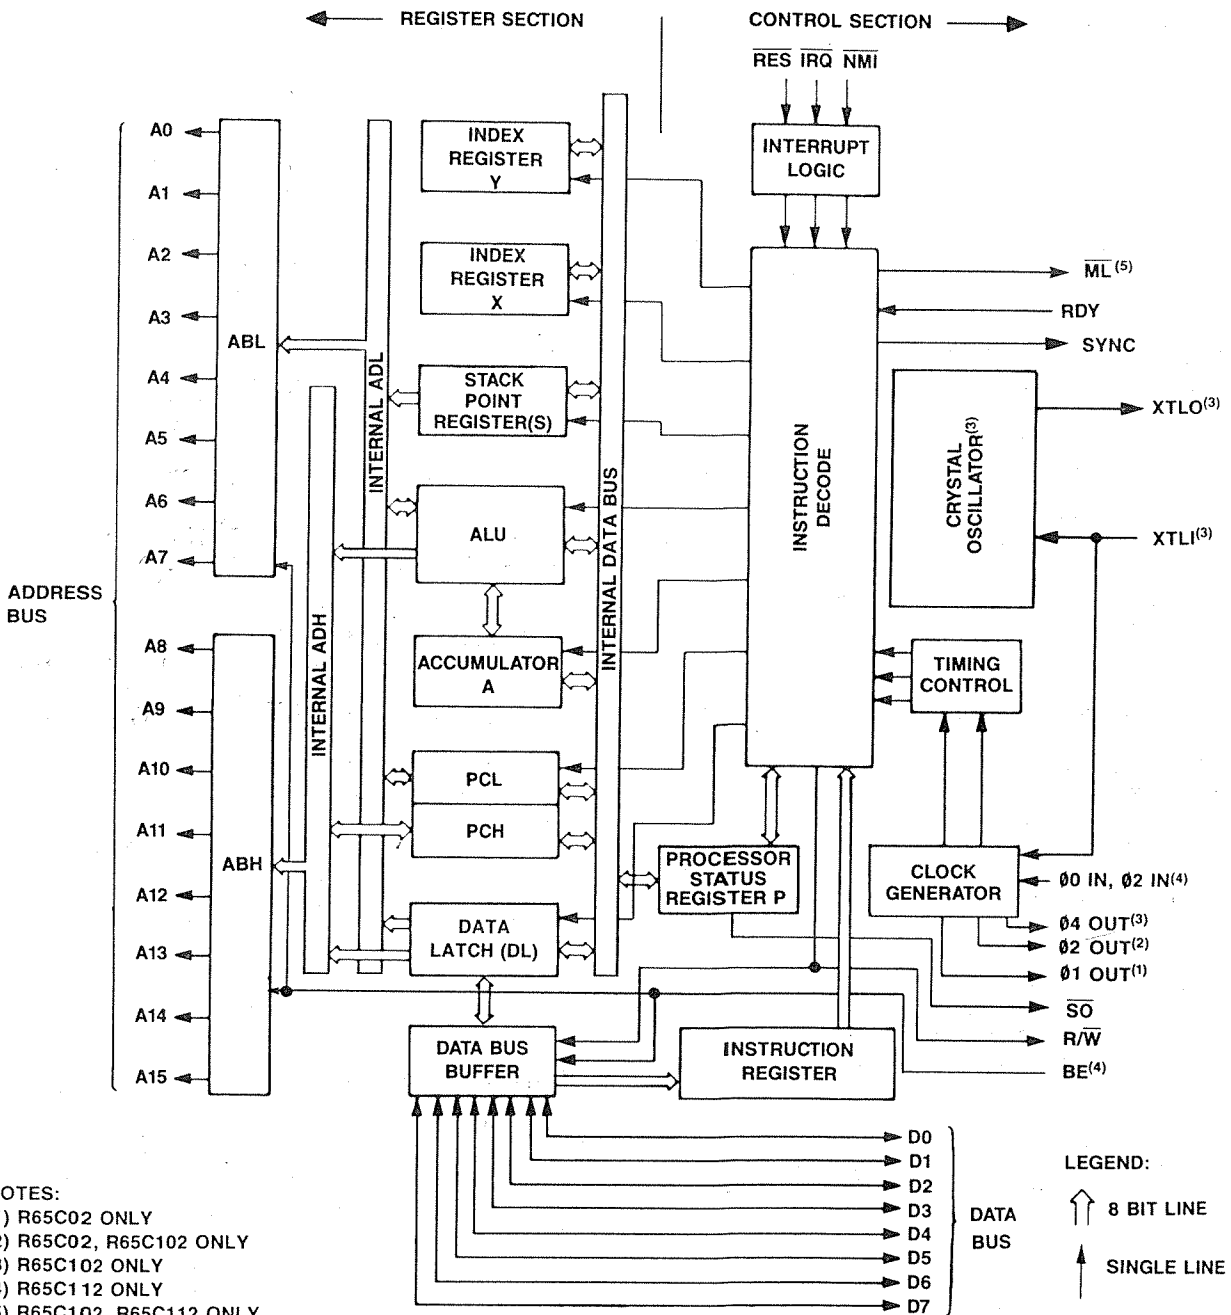 REGISTER SECTION
CONTROL SECTION
RES IRQ NMI
INTERRUPT
LOGIC
ADDRESS
BUS
A0
A1
A2
A3
A4
A5
A6
A7
A8
A9
A10
A11
A12
A13
A14
A15
ABL
ABH
INTERNAL ADL
INTERNAL ADH
INDEX
REGISTER
Y
INDEX
REGISTER
X
STACK
POINT
REGISTER(S)
ALU
ACCUMULATOR
A
PCL
PCH
DATA
LATCH (DL)
DATA BUS
BUFFER
INTERNAL DATA BUS
INSTRUCTION
DECODE
PROCESSOR
STATUS
REGISTER P
INSTRUCTION
REGISTER
CRYSTAL
OSCILLATOR(3)
TIMING
CONTROL
CLOCK
GENERATOR
ML(5)
RDY
SYNC
XTLO(3)
XTLI(3)
Ø0 IN, Ø2 IN(4)
Ø4 OUT(3)
Ø2 OUT(2)
Ø1 OUT(1)
SO
R/W
BE(4)
D0
D1
D2
D3
D4
D5
D6
D7
DATA
BUS
LEGEND:
8 BIT LINE
SINGLE LINE
OTES:
) R65C02 ONLY
2) R65C02, R65C102 ONLY
3) R65C102 ONLY
4) R65C112 ONLY
5) R65C102, R65C112 ONLY